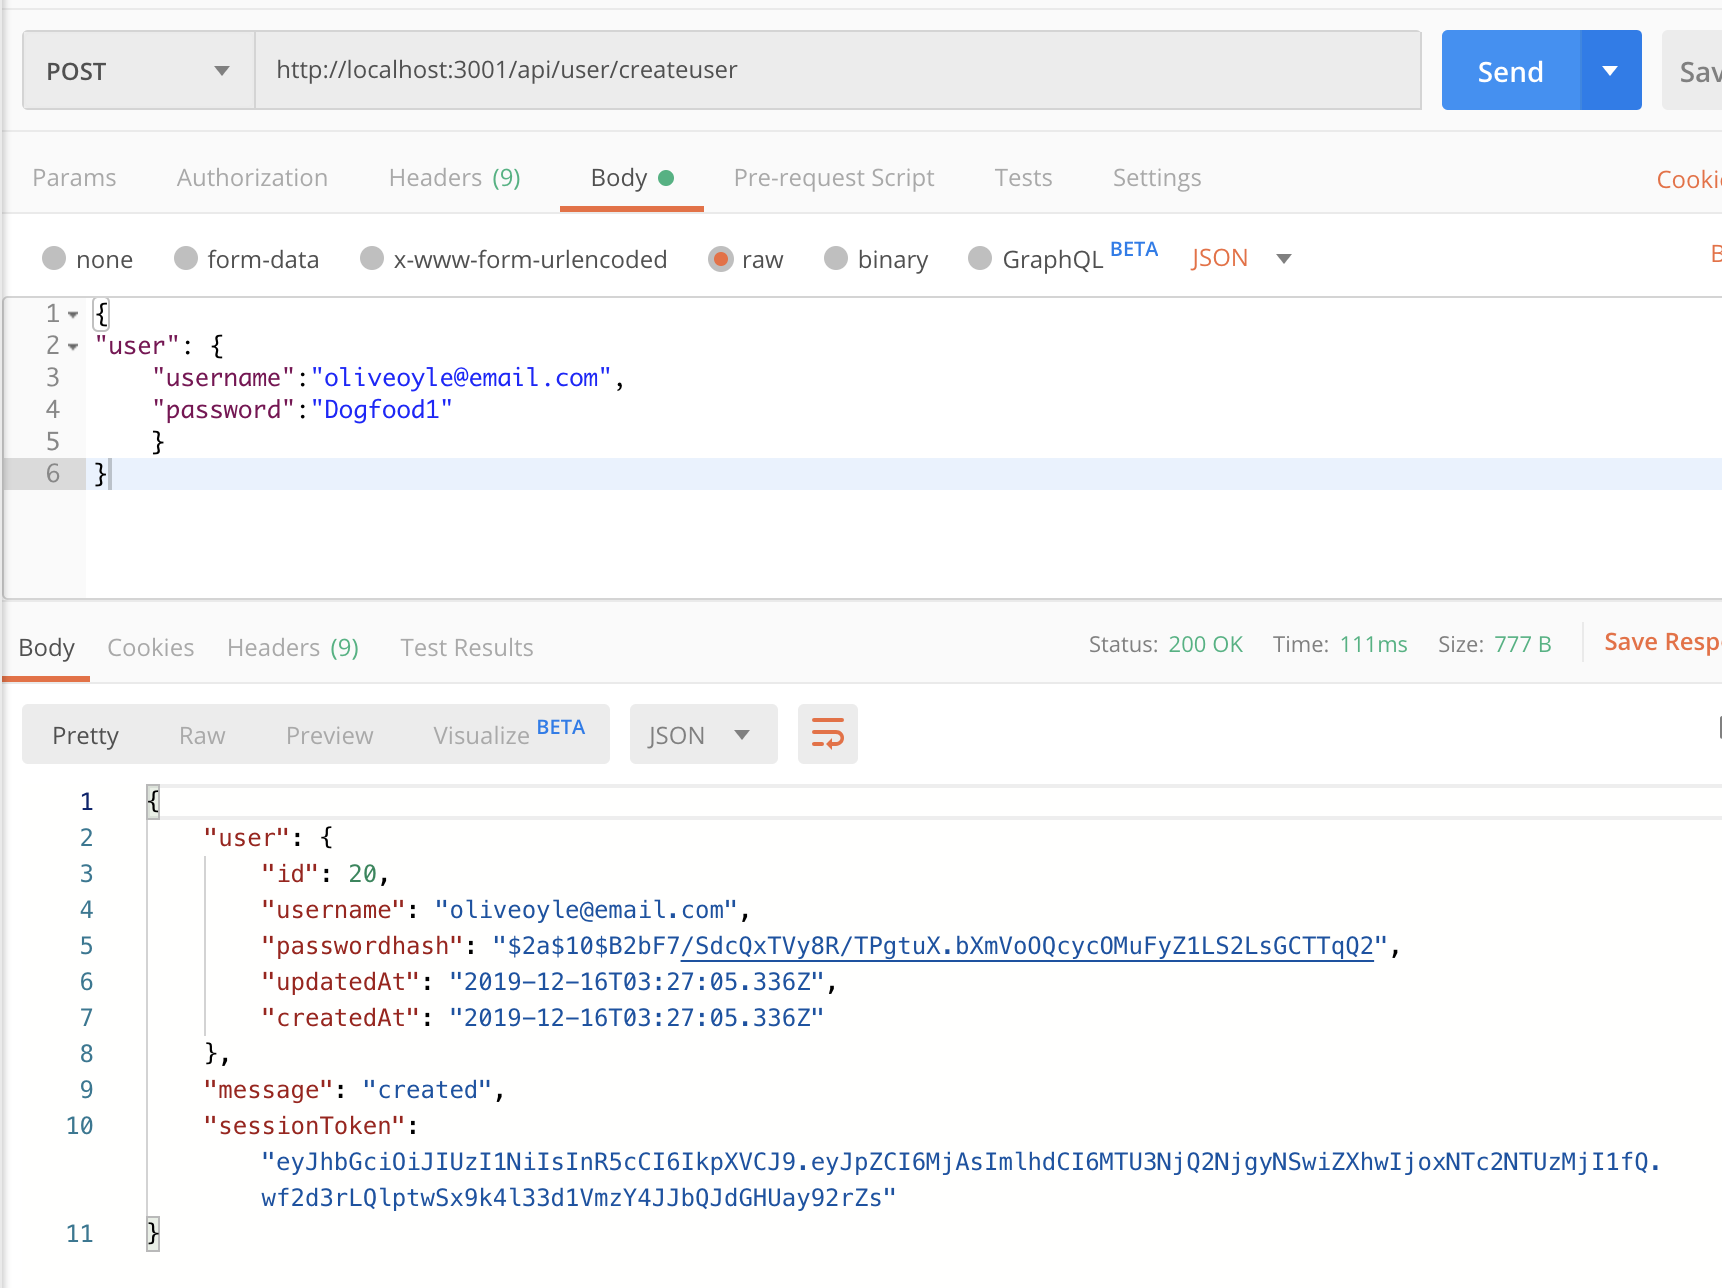 POST http://localhost:3001/api/user/createuser Send Sav
Params Authorization Headers (9) Body Pre-request Script Tests Settings Cooki
none form-data x-www-form-urlencoded raw binary GraphQL BETA JSON B
1 {
2 "user": {
3 "username":"oliveoyle@email.com",
4 "password":"Dogfood1"
5 }
6 }
Body Cookies Headers (9) Test Results Status: 200 OK Time: 111ms Size: 777 B Save Resp
Pretty Raw Preview Visualize BETA JSON
1 {
2 "user": {
3 "id": 20,
4 "username": "oliveoyle@email.com",
5 "passwordhash": "$2a$10$B2bF7/SdcQxTVy8R/TPgtuX.bXmVoOQcycOMuFyZ1LS2LsGCTTqQ2",
6 "updatedAt": "2019-12-16T03:27:05.336Z",
7 "createdAt": "2019-12-16T03:27:05.336Z"
8 },
9 "message": "created",
10 "sessionToken":
"eyJhbGciOiJIUzI1NiIsInR5cCI6IkpXVCJ9.eyJpZCI6MjAsImlhdCI6MTU3NjQ2NjgyNSwiZXhwIjoxNTc2NTUzMjI1fQ.
wf2d3rLQlptwSx9k4l33d1VmzY4JJbQJdGHUay92rZs"
11 }